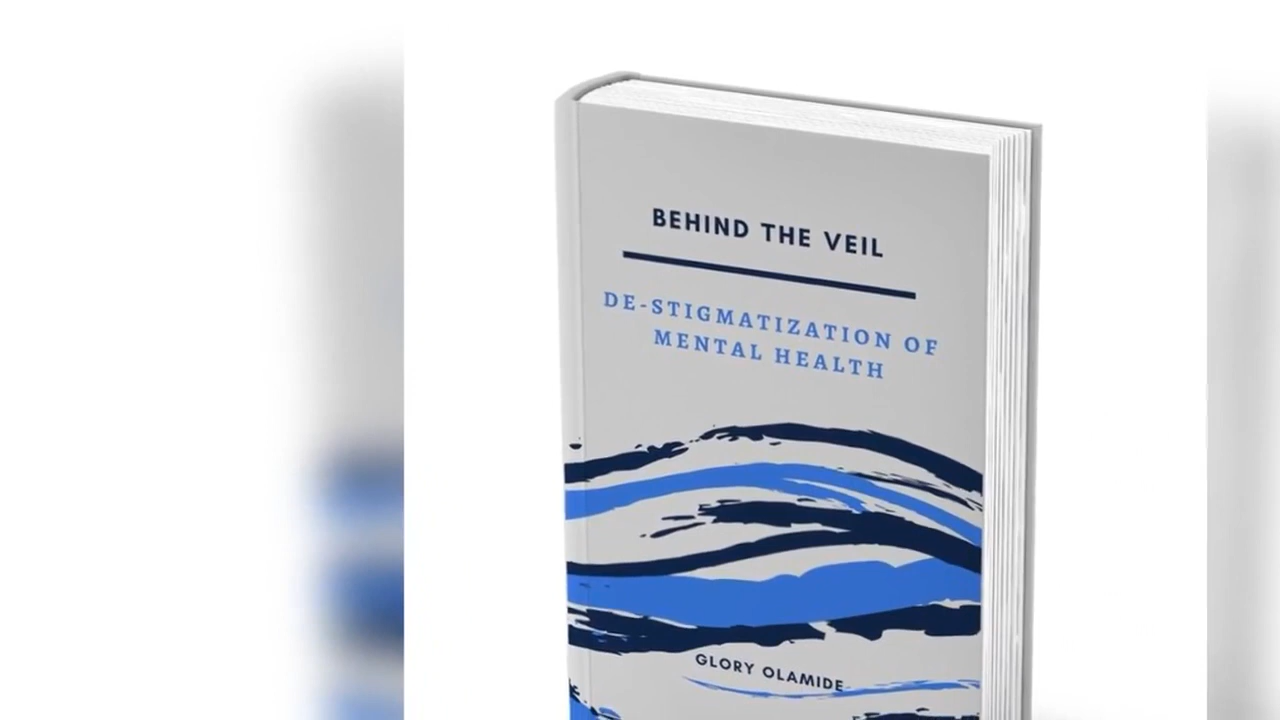 BEHIND THE VEIL
DE-STIGMATIZATION OF
MENTAL HEALTH
GLORY OLAMIDE